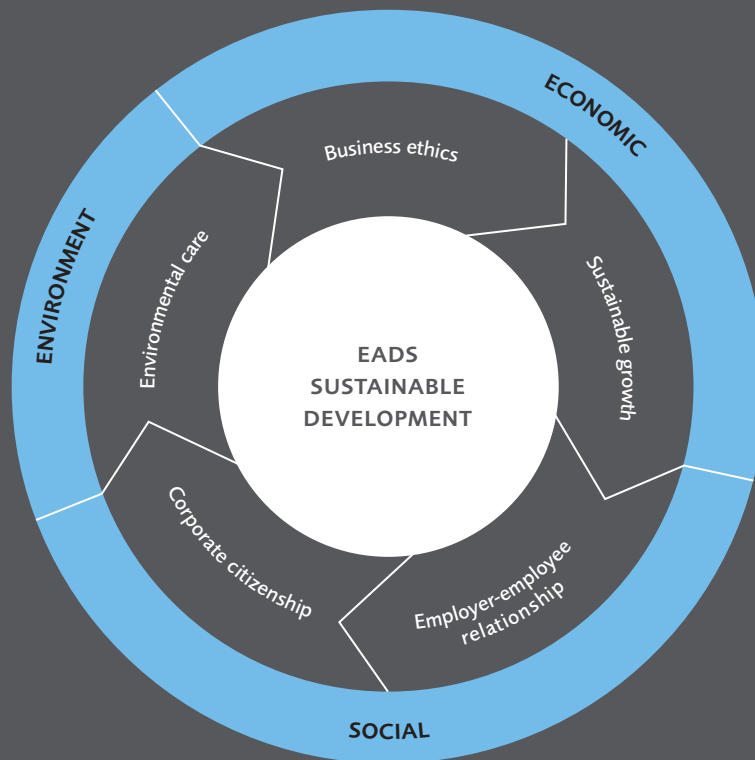 ECONOMIC
Business ethics
ENVIRONMENT
Environmental care
Sustainable growth
EADS
SUSTAINABLE
DEVELOPMENT
Corporate citizenship
Employer-employee
relationship
SOCIAL